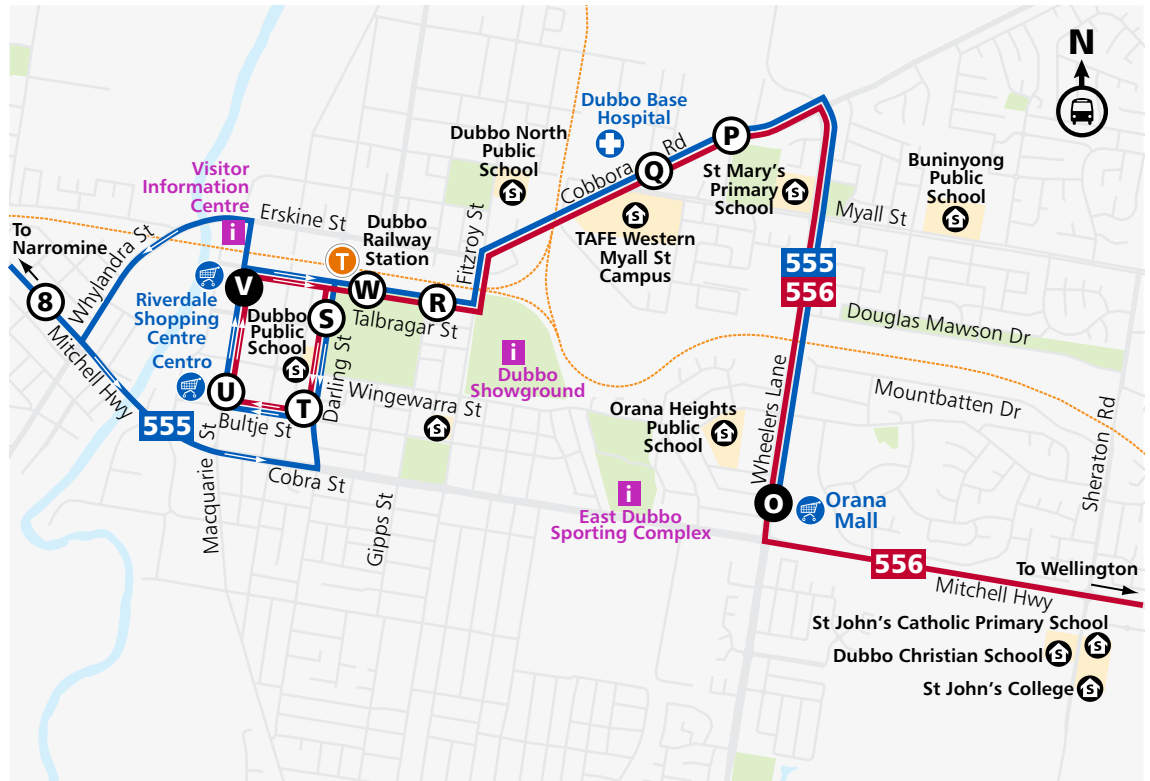 N
Dubbo Base
Hospital
P
Dubbo North
Public
School
S
Cobbora Rd
Q
St Mary's
Primary
School
S
Buninyong
Public
School
S
Visitor
Information
Centre
i
Erskine St
Dubbo
Railway
Station
T
Fitzroy St
S
TAFE Western
Myall St
Campus
Myall St
To
Narromine
8
Whylandra St
Riverdale
Shopping
Centre
V
W
R
Talbragar St
555
556
Dubbo
Public
School
S
S
Darling St
Centro
U
T
Bultje St
Wingewarra St
S
i
Dubbo
Showground
Douglas Mawson Dr
Mountbatten Dr
Orana Heights
Public
School
S
Wheelers Lane
Sheraton Rd
Mitchell Hwy
555
Macquarie St
Cobra St
Gipps St
i
East Dubbo
Sporting Complex
O
Orana
Mall
556
To Wellington
Mitchell Hwy
St John's Catholic Primary School
S
Dubbo Christian School
S
St John's College
S